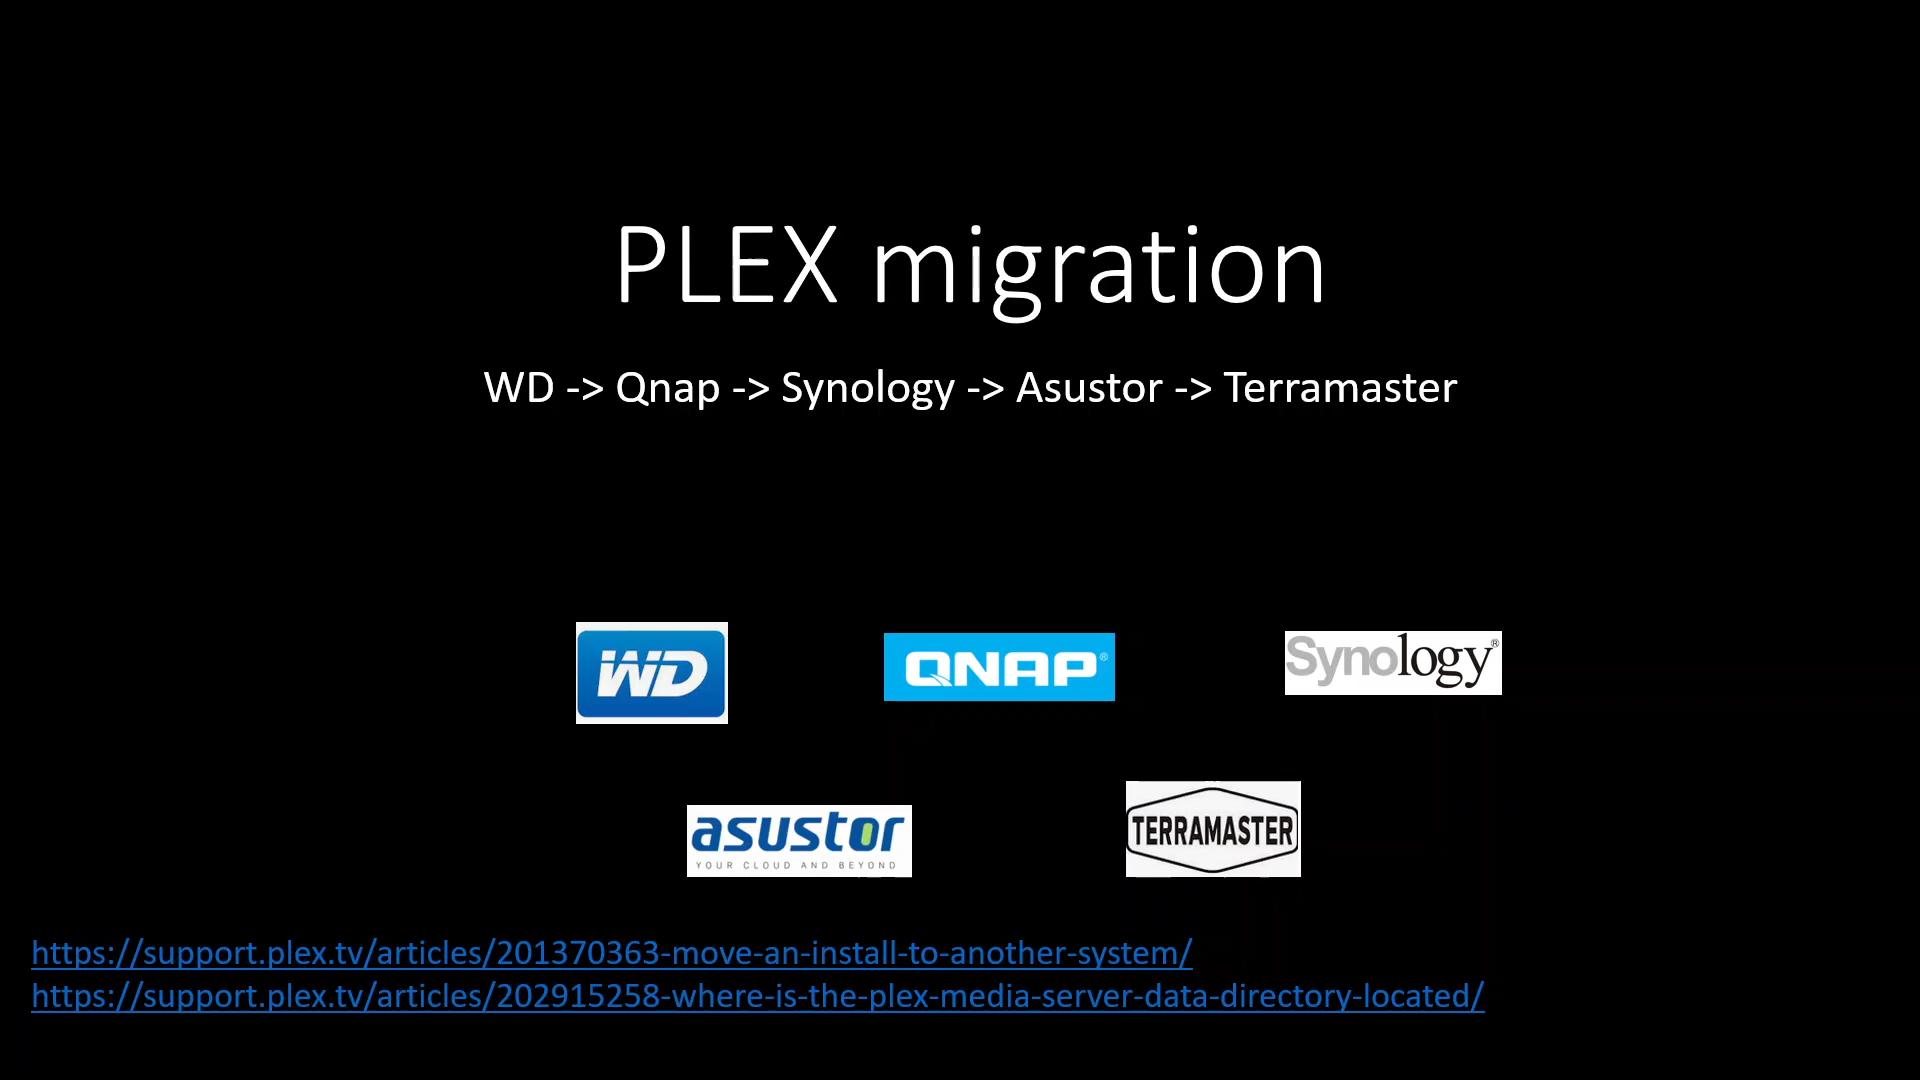 PLEX migration
WD -> Qnap -> Synology -> Asustor -> Terramaster
WD
QNAP®
Synology®
asustor
YOUR CLOUD AND BEYOND
TERRAMASTER
https://support.plex.tv/articles/201370363-move-an-install-to-another-system/
https://support.plex.tv/articles/202915258-where-is-the-plex-media-server-data-directory-located/